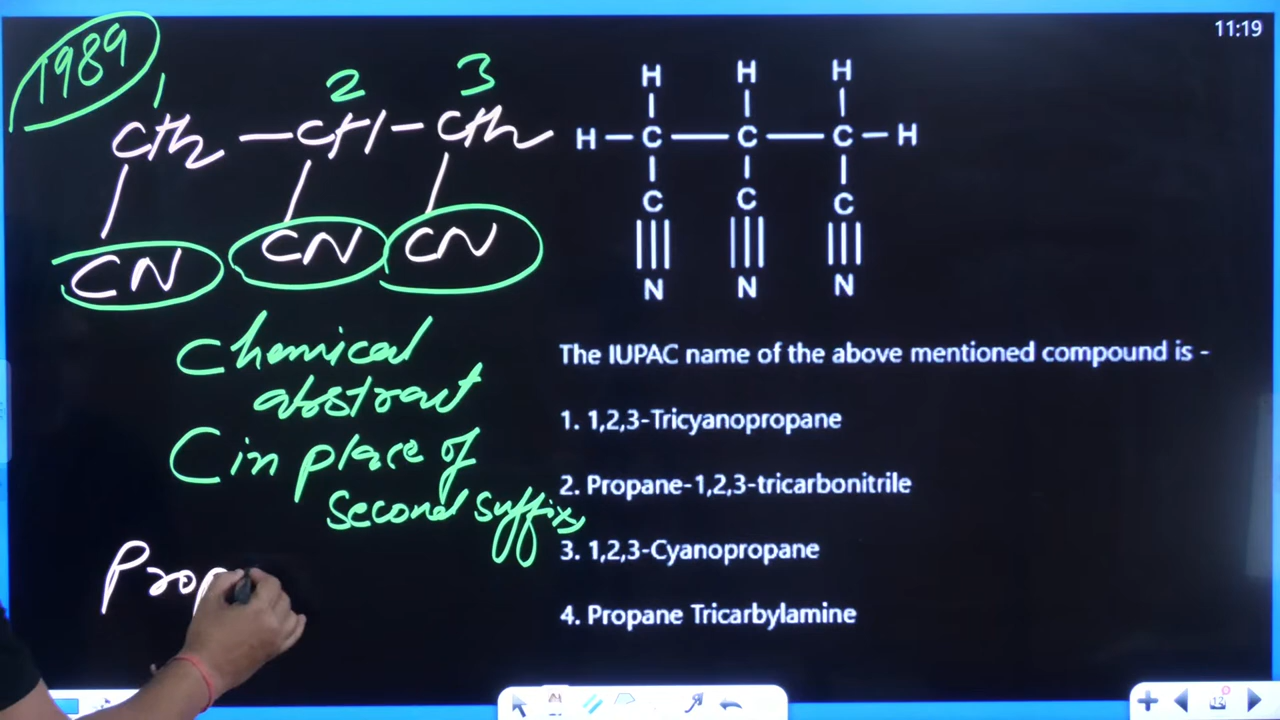 11:19
1989
1 2 3
CH2 – CH – CH2
CN CN CN
Chemical
abstract
C in place of
second suffix,
Prop
H H H
H – C – C – C – H
C C C
N N N
The IUPAC name of the above mentioned compound is -
1. 1,2,3-Tricyanopropane
2. Propane-1,2,3-tricarbonitrile
3. 1,2,3-Cyanopropane
4. Propane Tricarbylamine